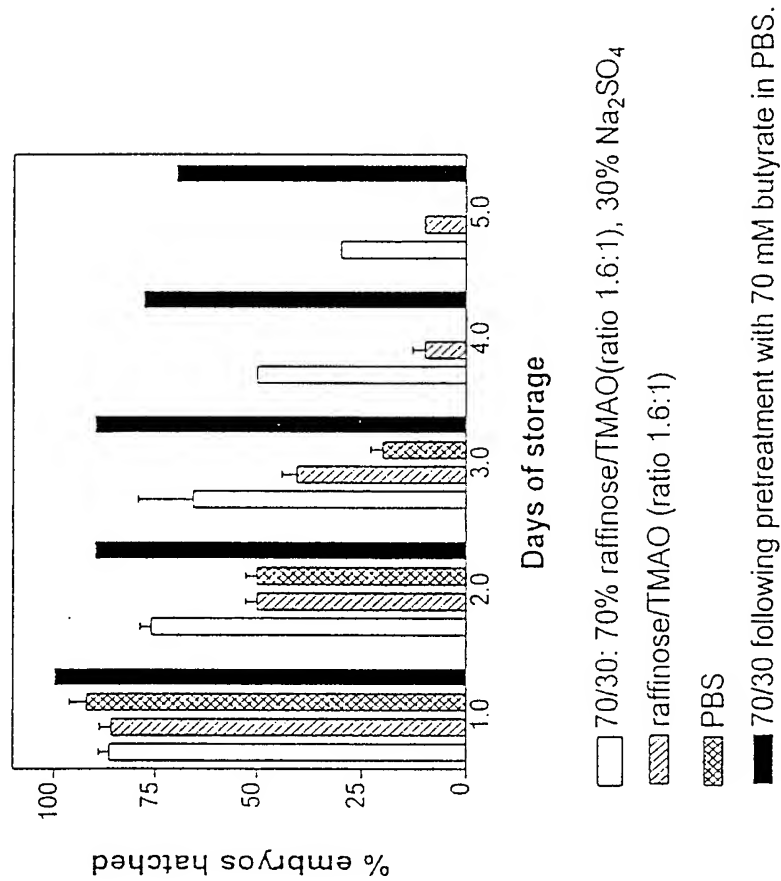 % embryos hatched
100
75
50
25
0
1.0 2.0 3.0 4.0 5.0
Days of storage
70/30: 70% raffinose/TMAO(ratio 1.6:1), 30% Na₂SO₄
raffinose/TMAO (ratio 1.6:1)
PBS
70/30 following pretreatment with 70 mM butyrate in PBS.